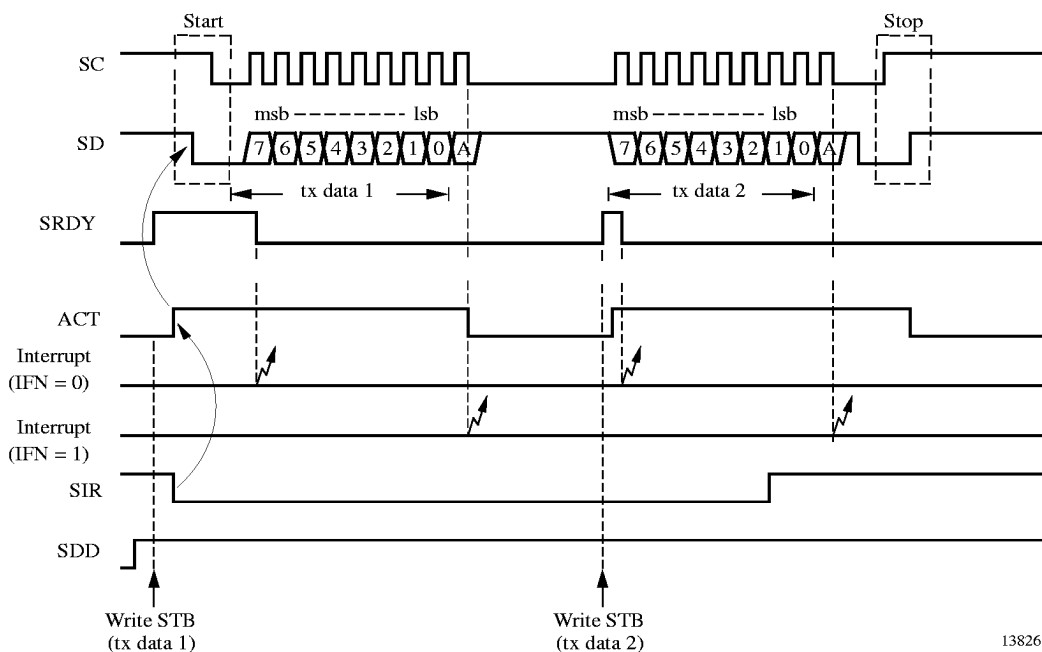 Start
Stop
SC
msb lsb
msb lsb
SD
7 6 5 4 3 2 1 0 A
7 6 5 4 3 2 1 0 A
tx data 1
tx data 2
SRDY
ACT
Interrupt
(IFN = 0)
Interrupt
(IFN = 1)
SIR
SDD
Write STB
(tx data 1)
Write STB
(tx data 2)
13826